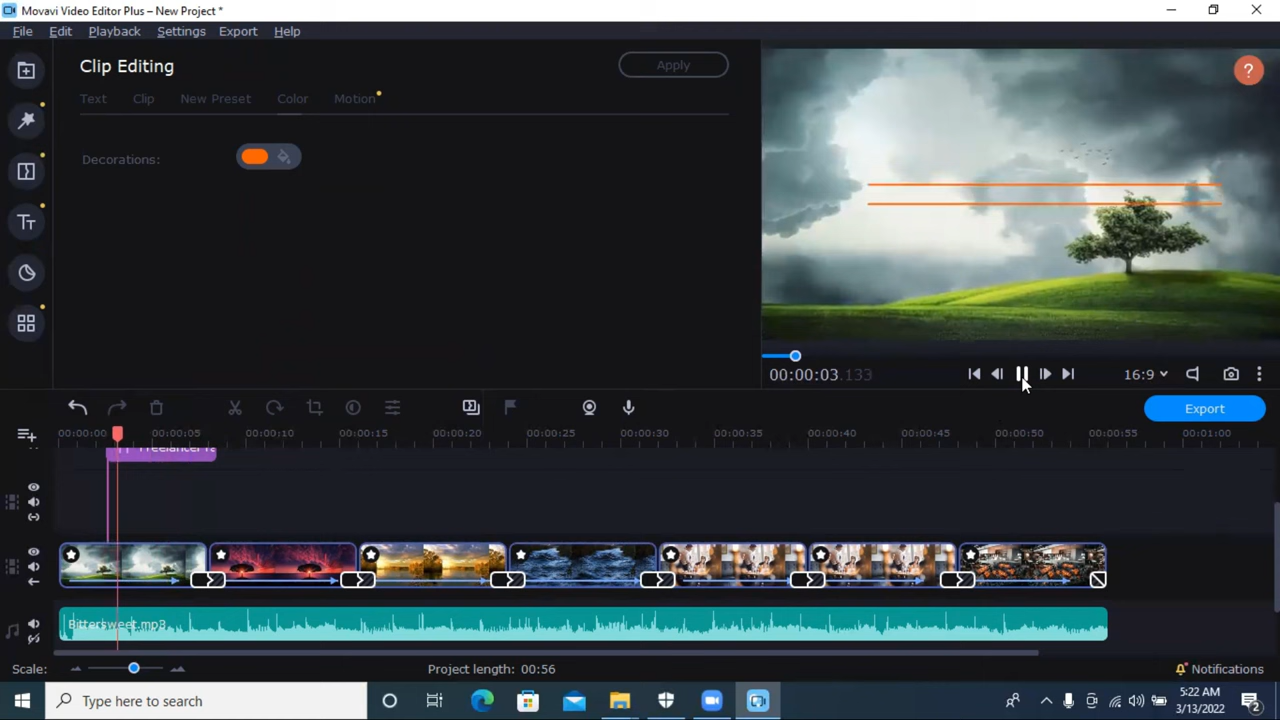 Movavi Video Editor Plus – New Project *
File Edit Playback Settings Export Help
Clip Editing
Apply
Text Clip New Preset Color Motion
Decorations:
?
00:00:03.133
16:9
Export
00:00:00 00:00:05 00:00:10 00:00:15 00:00:20 00:00:25 00:00:30 00:00:35 00:00:40 00:00:45 00:00:50 00:00:55 00:01:00
Bittersweet.mp3
Scale:
Project length: 00:56
Notifications
Type here to search
5:22 AM
3/13/2022
2